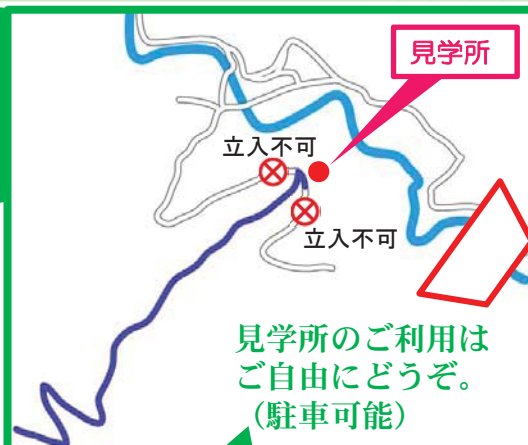 見学所
立入不可
立入不可
見学所のご利用は
ご自由にどうぞ。
（駐車可能）